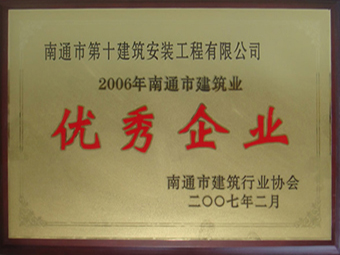 南通市第十建筑安装工程有限公司
2006年南通市建筑业
优秀企业
南通市建筑行业协会
二〇〇七年二月